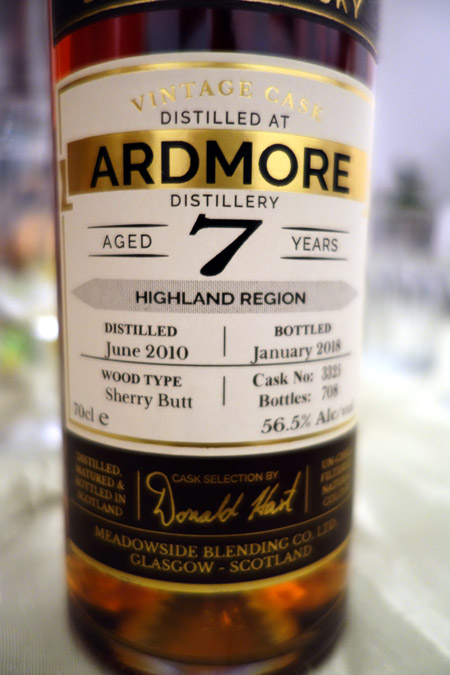 VINTAGE CASK
DISTILLED AT
ARDMORE
DISTILLERY
AGED 7 YEARS
HIGHLAND REGION
DISTILLED
June 2010
BOTTLED
January 2018
WOOD TYPE
Sherry Butt
Cask No: 3325
Bottles: 708
70cl e
56.5% Alc/vol
DISTILLED,
MATURED &
BOTTLED IN
SCOTLAND
CASK SELECTION BY
Donald Hart
MEADOWSIDE BLENDING CO. LTD.
GLASGOW - SCOTLAND